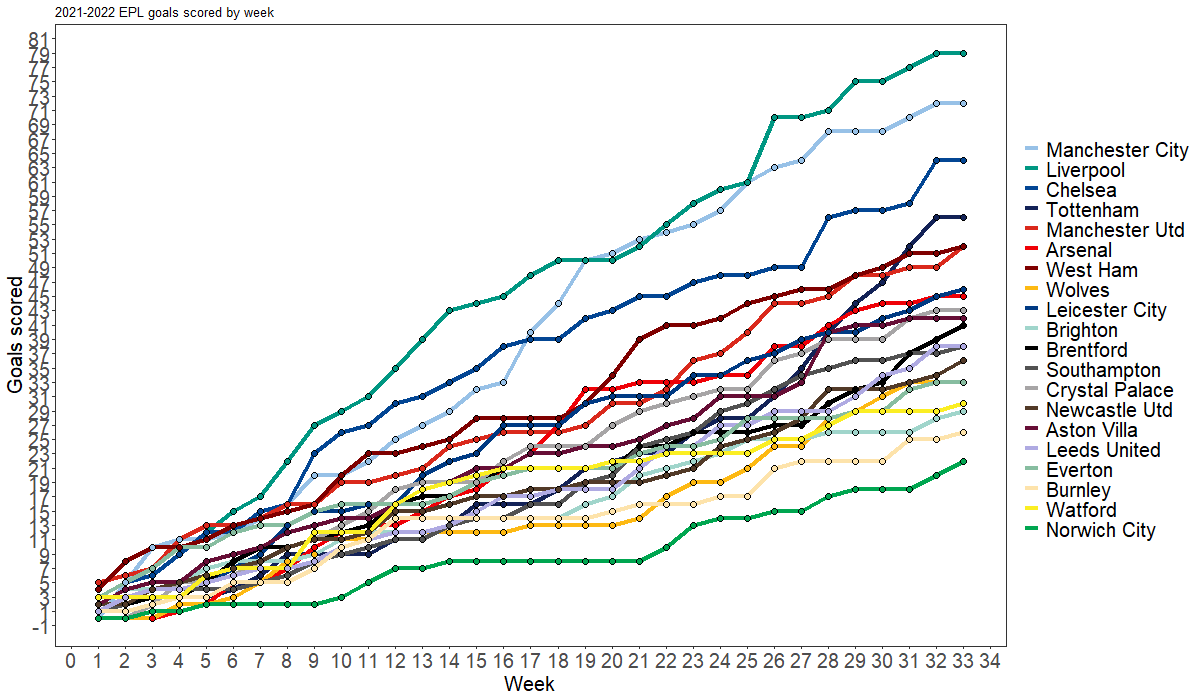 2021-2022 EPL goals scored by week
Goals scored
81
79
77
75
73
71
69
67
65
63
61
59
57
55
53
51
49
47
45
43
41
39
37
35
33
31
29
27
25
23
21
19
17
15
13
11
9
7
5
3
1
-1
0 1 2 3 4 5 6 7 8 9 10 11 12 13 14 15 16 17 18 19 20 21 22 23 24 25 26 27 28 29 30 31 32 33 34
Week
Manchester City
Liverpool
Chelsea
Tottenham
Manchester Utd
Arsenal
West Ham
Wolves
Leicester City
Brighton
Brentford
Southampton
Crystal Palace
Newcastle Utd
Aston Villa
Leeds United
Everton
Burnley
Watford
Norwich City